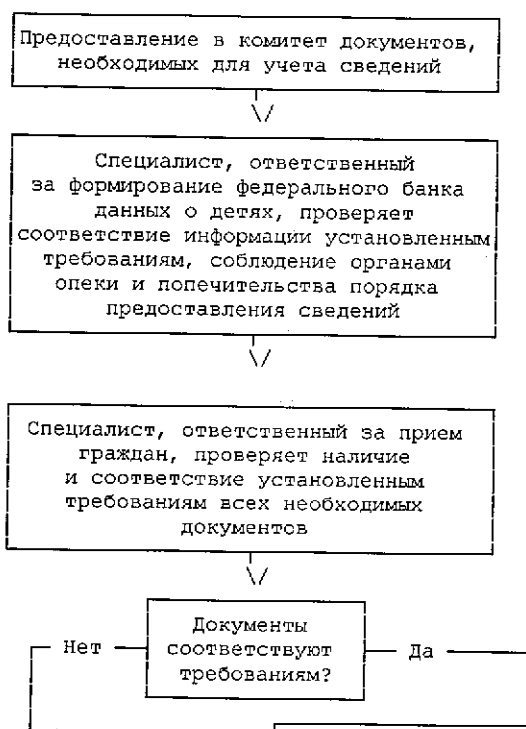 Предоставление в комитет документов,
необходимых для учета сведений
Специалист, ответственный
за формирование федерального банка
данных о детях, проверяет
соответствие информации установленным
требованиям, соблюдение органами
опеки и попечительства порядка
предоставления сведений
Специалист, ответственный за прием
граждан, проверяет наличие
и соответствие установленным
требованиям всех необходимых
документов
Документы
Нет соответствуют Да
требованиям?